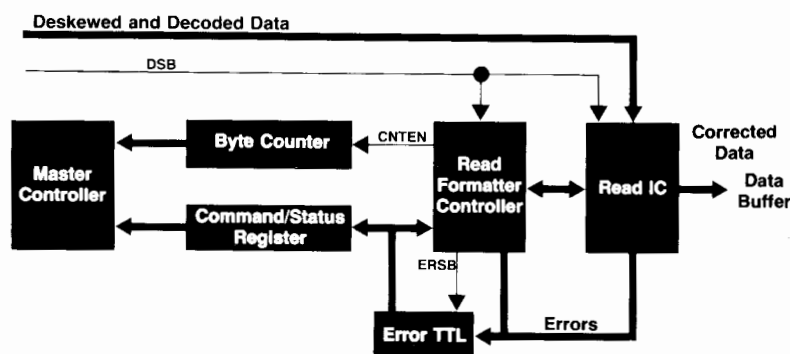 Deskewed and Decoded Data
DSB
Byte Counter
CNTEN
Master
Controller
Read
Formatter
Controller
Read IC
Corrected
Data
Data
Buffer
Command/Status
Register
ERSB
Error TTL
Errors